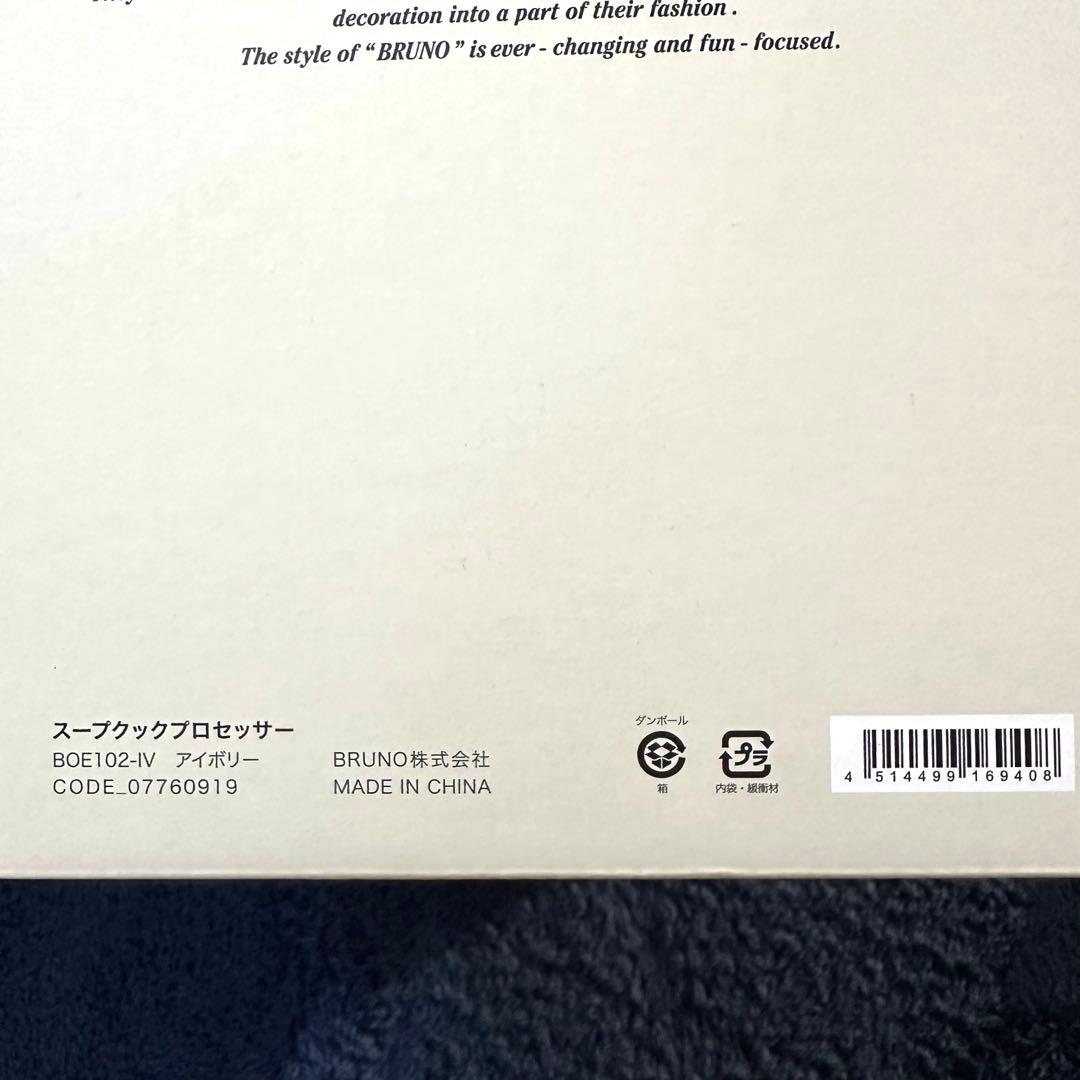 decoration into a part of their fashion .
The style of “ BRUNO ” is ever - changing and fun - focused.
スープクックプロセッサー
BOE102-IV　アイボリー
CODE_07760919
BRUNO株式会社
MADE IN CHINA
ダンボール
箱
プラ
内袋・緩衝材
4 514499 169408